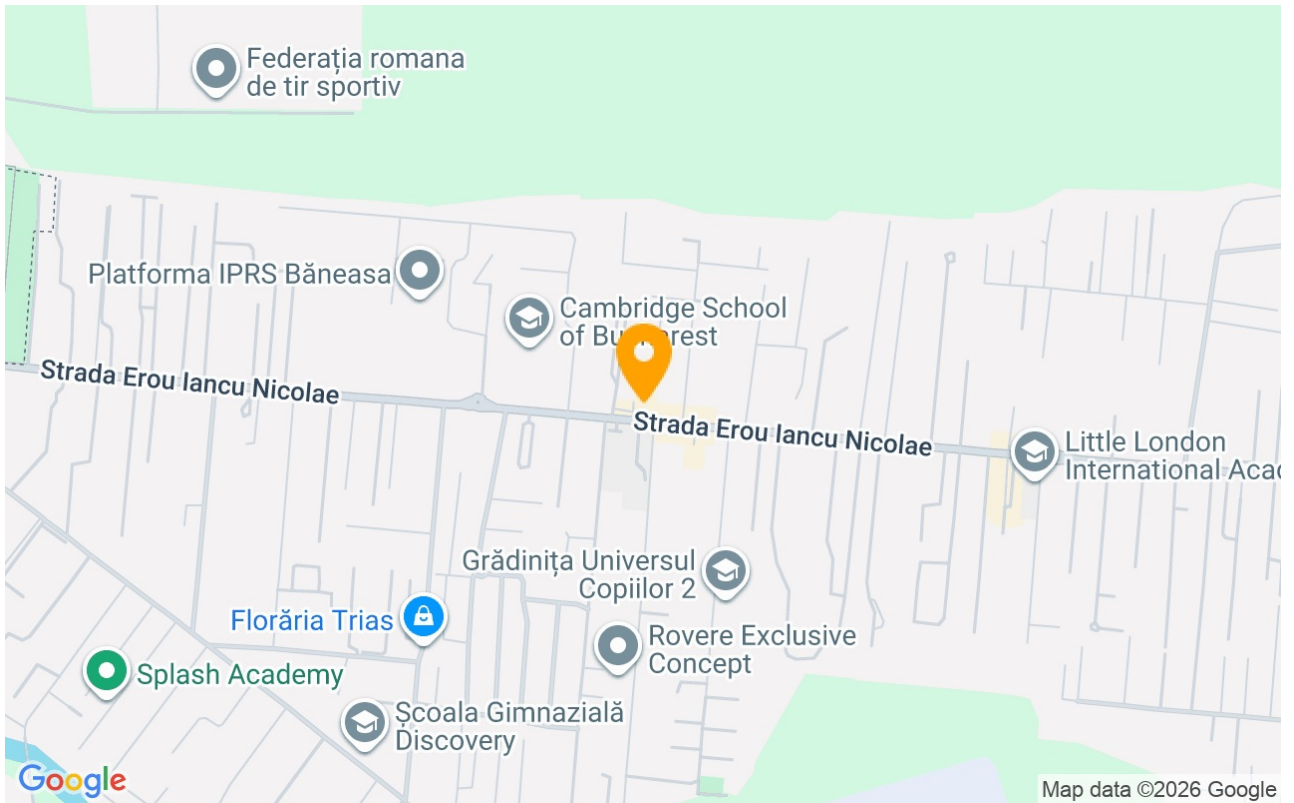 Federația romana
de tir sportiv
Platforma IPRS Băneasa
Cambridge School
of Bucharest
Strada Erou Iancu Nicolae
Strada Erou Iancu Nicolae
Little London
International Acad
Grădinița Universul
Copiilor 2
Florăria Trias
Rovere Exclusive
Concept
Splash Academy
Școala Gimnazială
Discovery
Google
Map data ©2026 Google